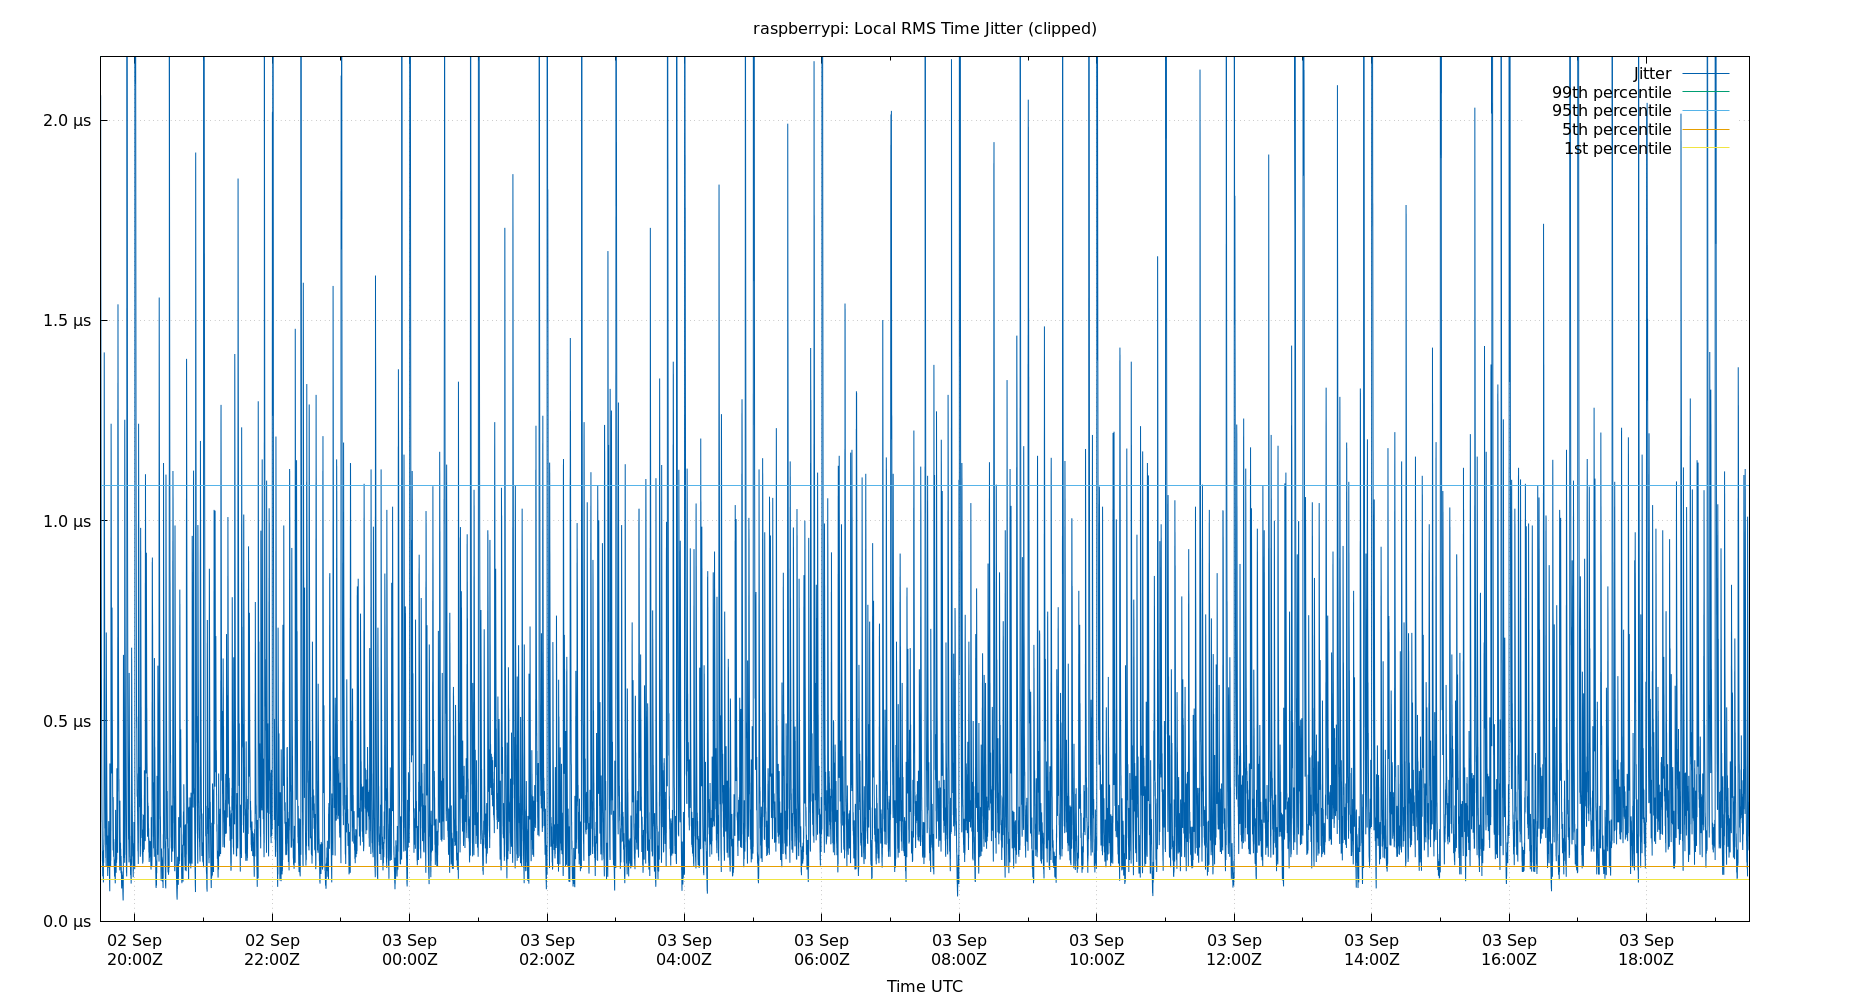 raspberrypi: Local RMS Time Jitter (clipped)
Jitter
99th percentile
95th percentile
5th percentile
1st percentile
2.0 µs
1.5 µs
1.0 µs
0.5 µs
0.0 µs
02 Sep 02 Sep 03 Sep 03 Sep 03 Sep 03 Sep 03 Sep 03 Sep 03 Sep 03 Sep 03 Sep 03 Sep
20:00Z 22:00Z 00:00Z 02:00Z 04:00Z 06:00Z 08:00Z 10:00Z 12:00Z 14:00Z 16:00Z 18:00Z
Time UTC